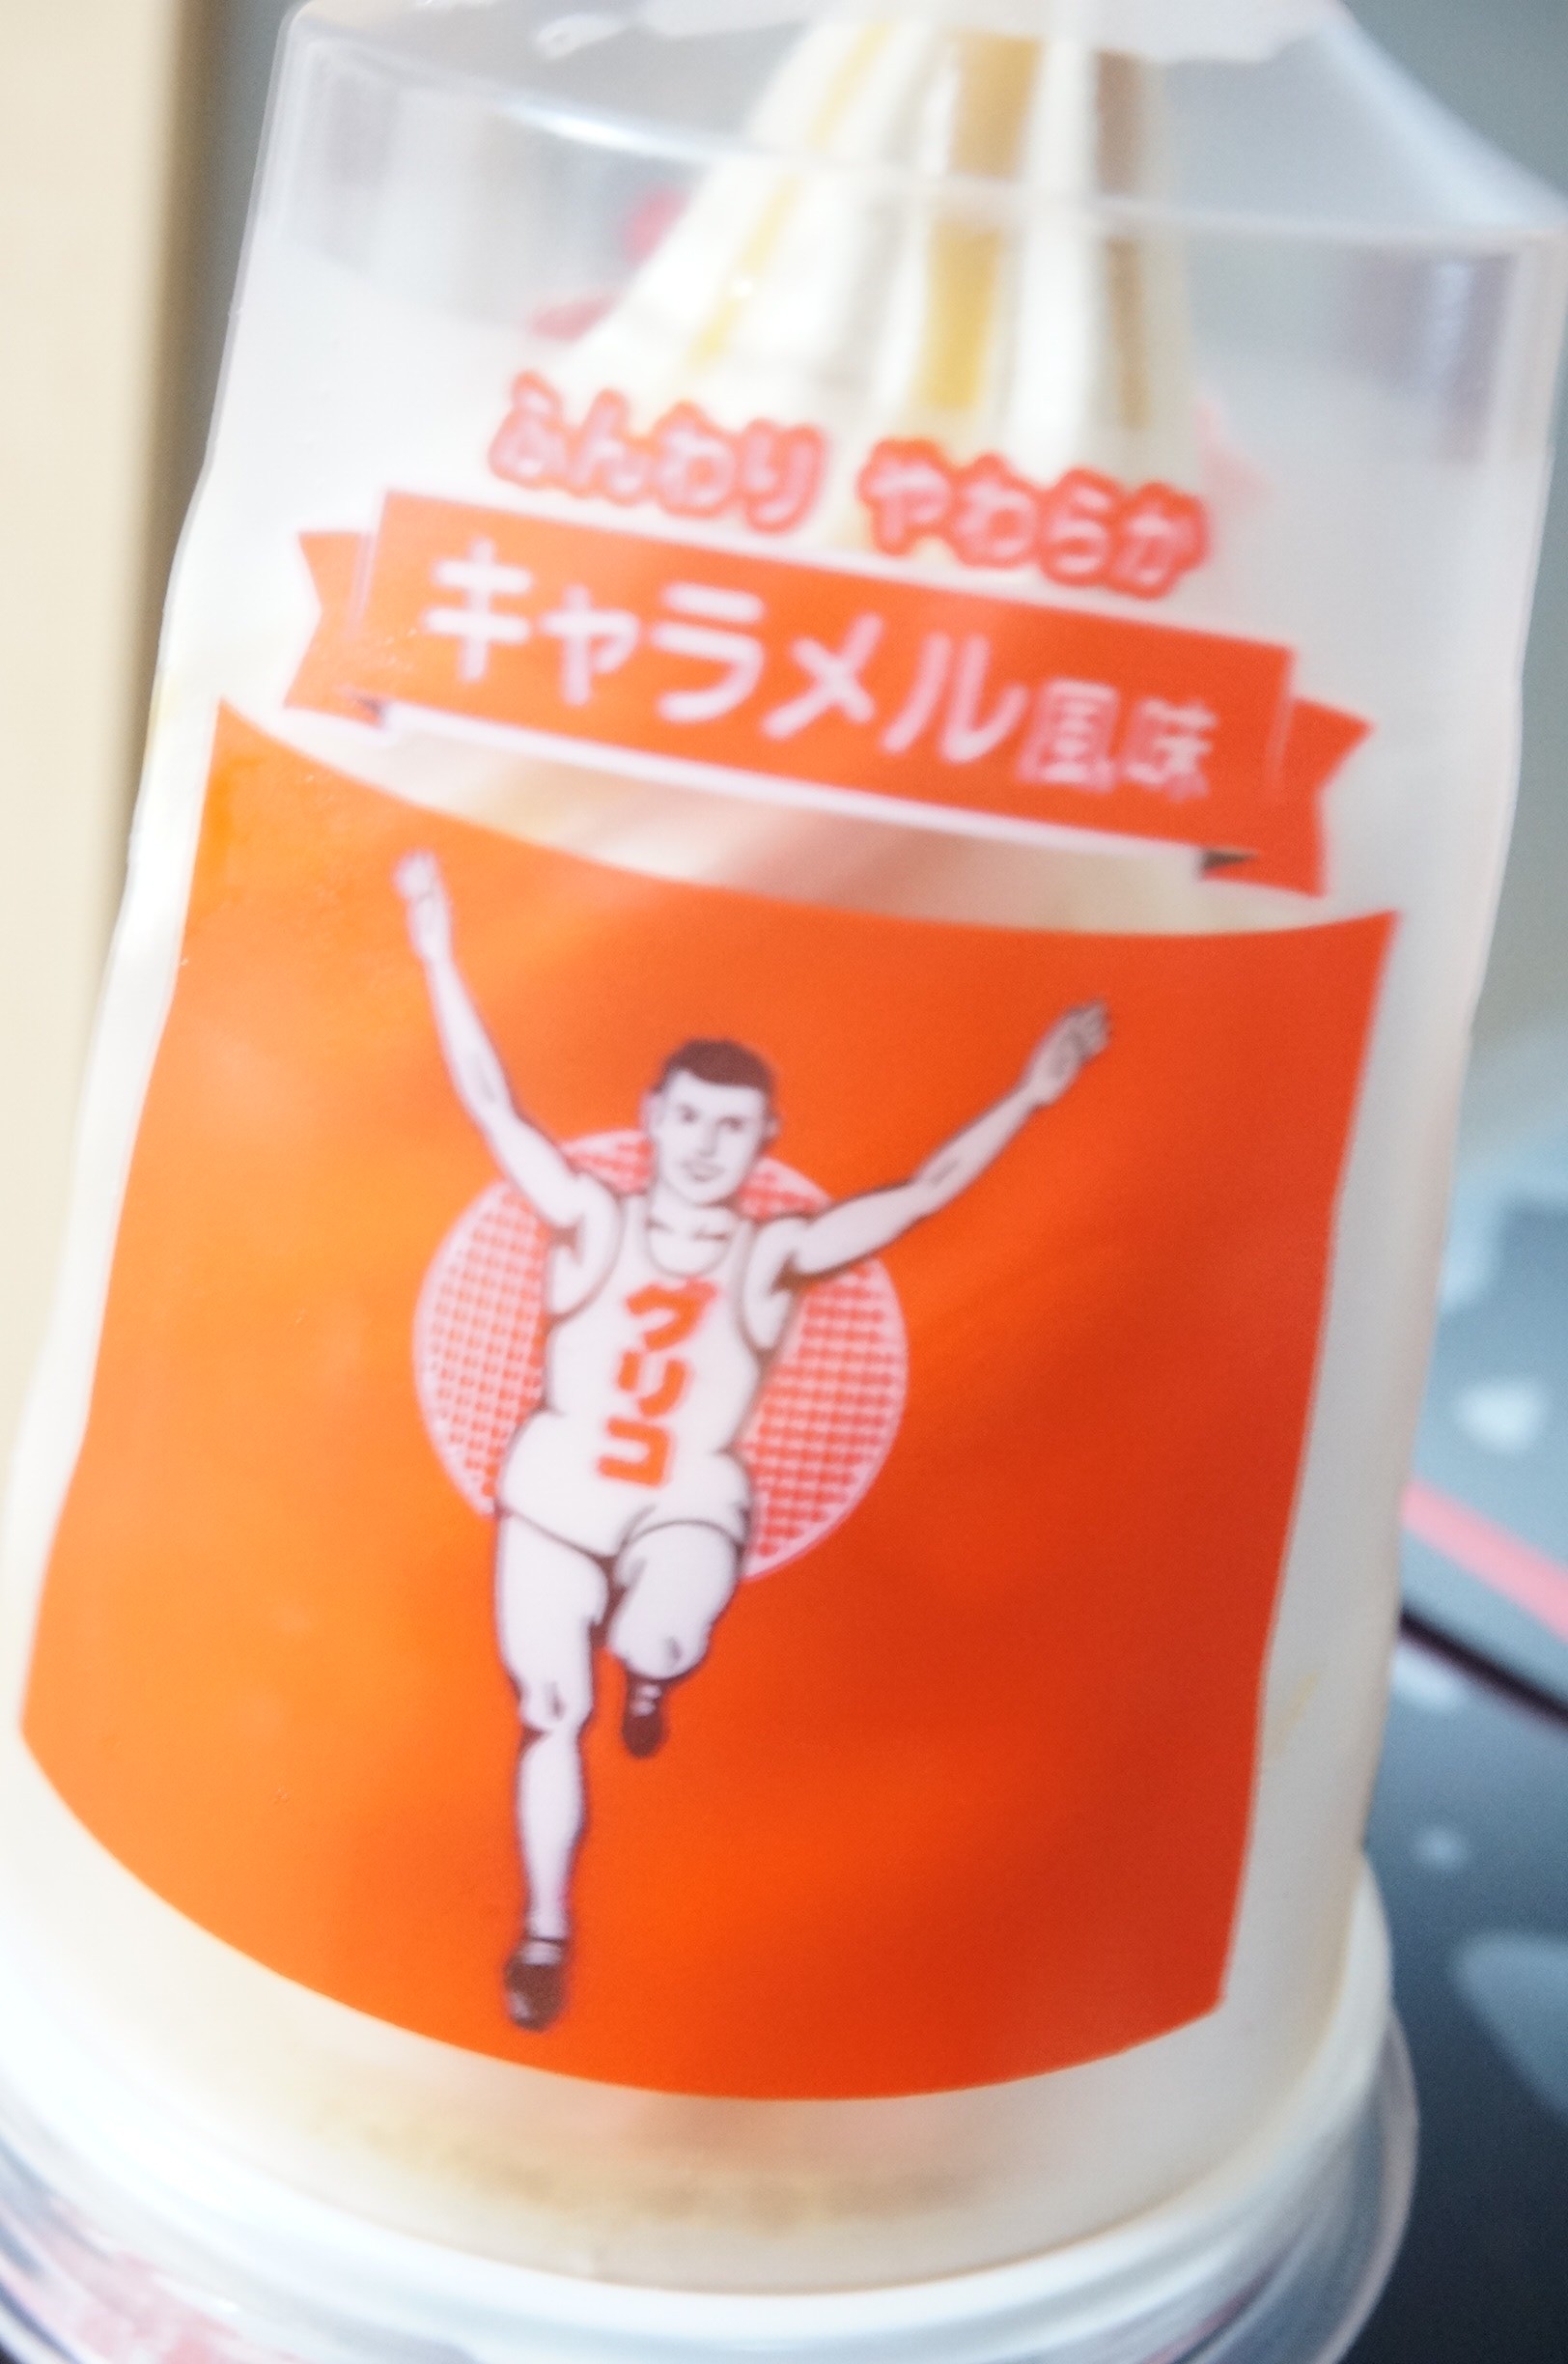 ふんわり やわらか
キャラメル風味
グリコ